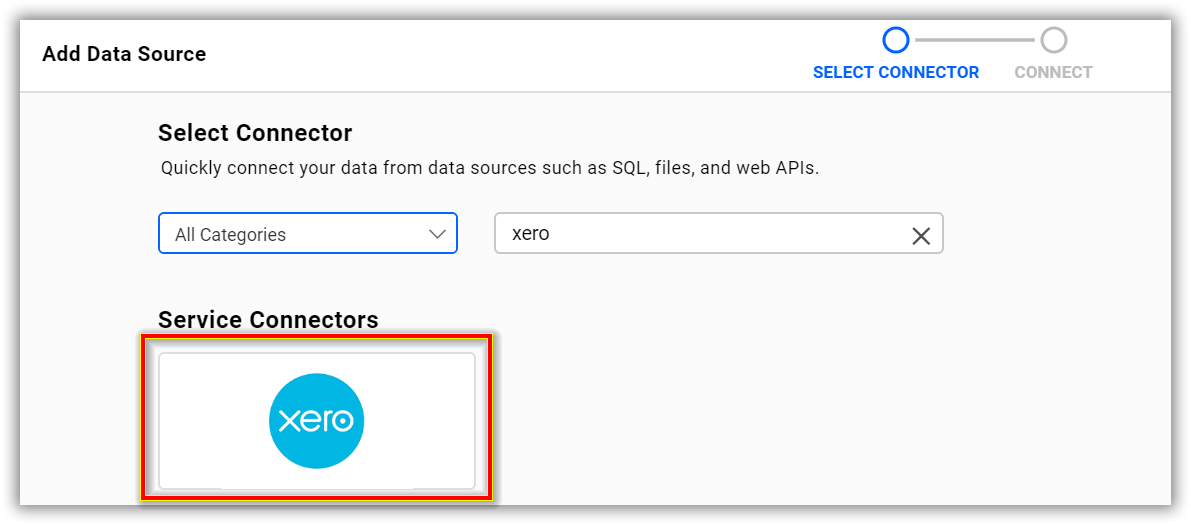 Add Data Source
SELECT CONNECTOR
CONNECT
Select Connector
Quickly connect your data from data sources such as SQL, files, and web APIs.
All Categories
xero
Service Connectors
xero